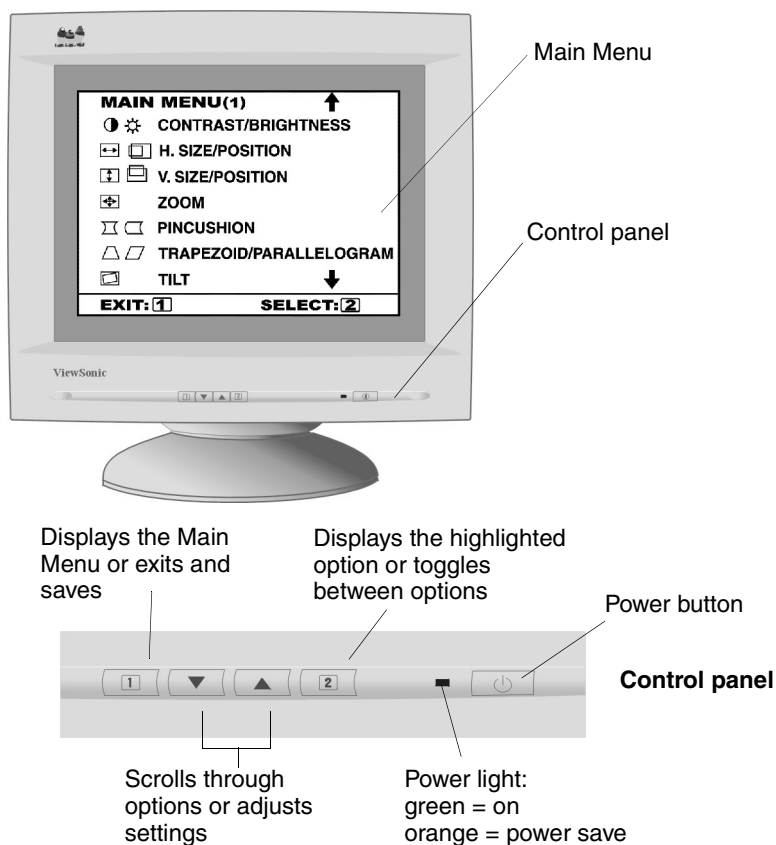 Main Menu
MAIN MENU(1)
CONTRAST/BRIGHTNESS
H. SIZE/POSITION
V. SIZE/POSITION
ZOOM
PINCUSHION
TRAPEZOID/PARALLELOGRAM
TILT
EXIT:1 SELECT:2
Control panel
ViewSonic
1 2
Displays the Main
Menu or exits and
saves
Displays the highlighted
option or toggles
between options
Power button
1 2
Control panel
Scrolls through
options or adjusts
settings
Power light:
green = on
orange = power save